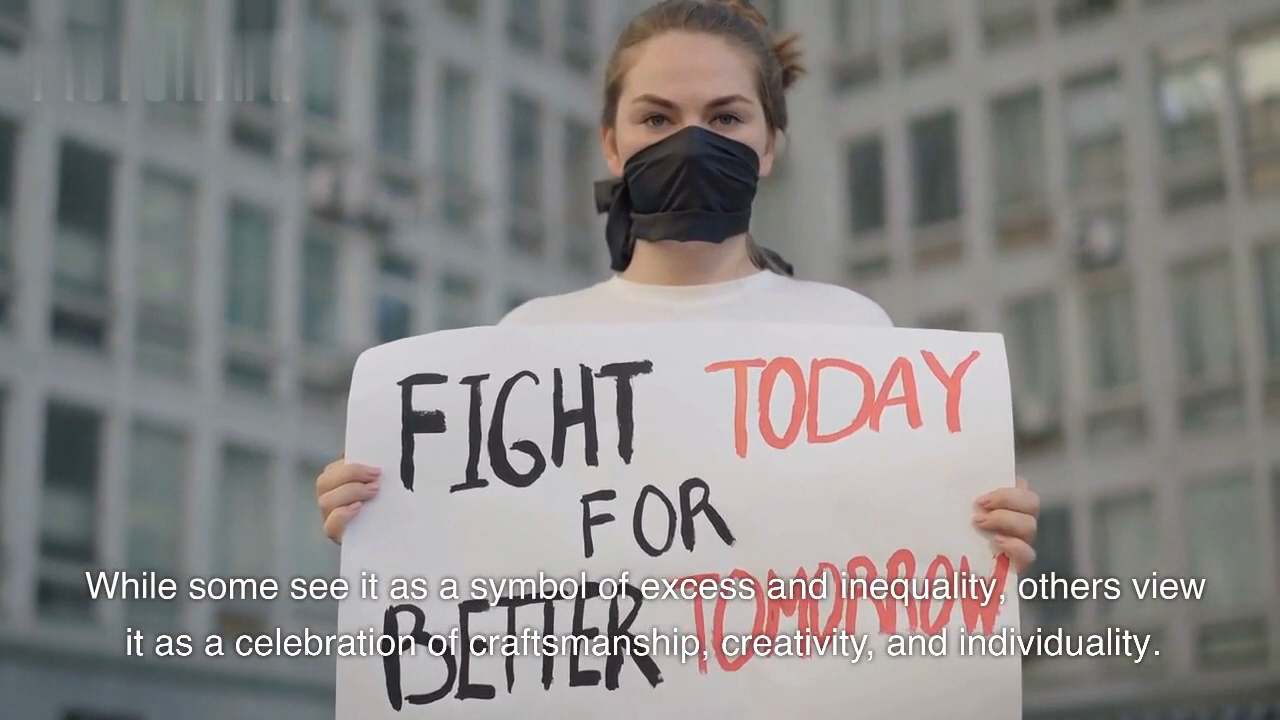 FIGHT TODAY
FOR
BETTER TOMORROW
While some see it as a symbol of excess and inequality, others view
it as a celebration of craftsmanship, creativity, and individuality.